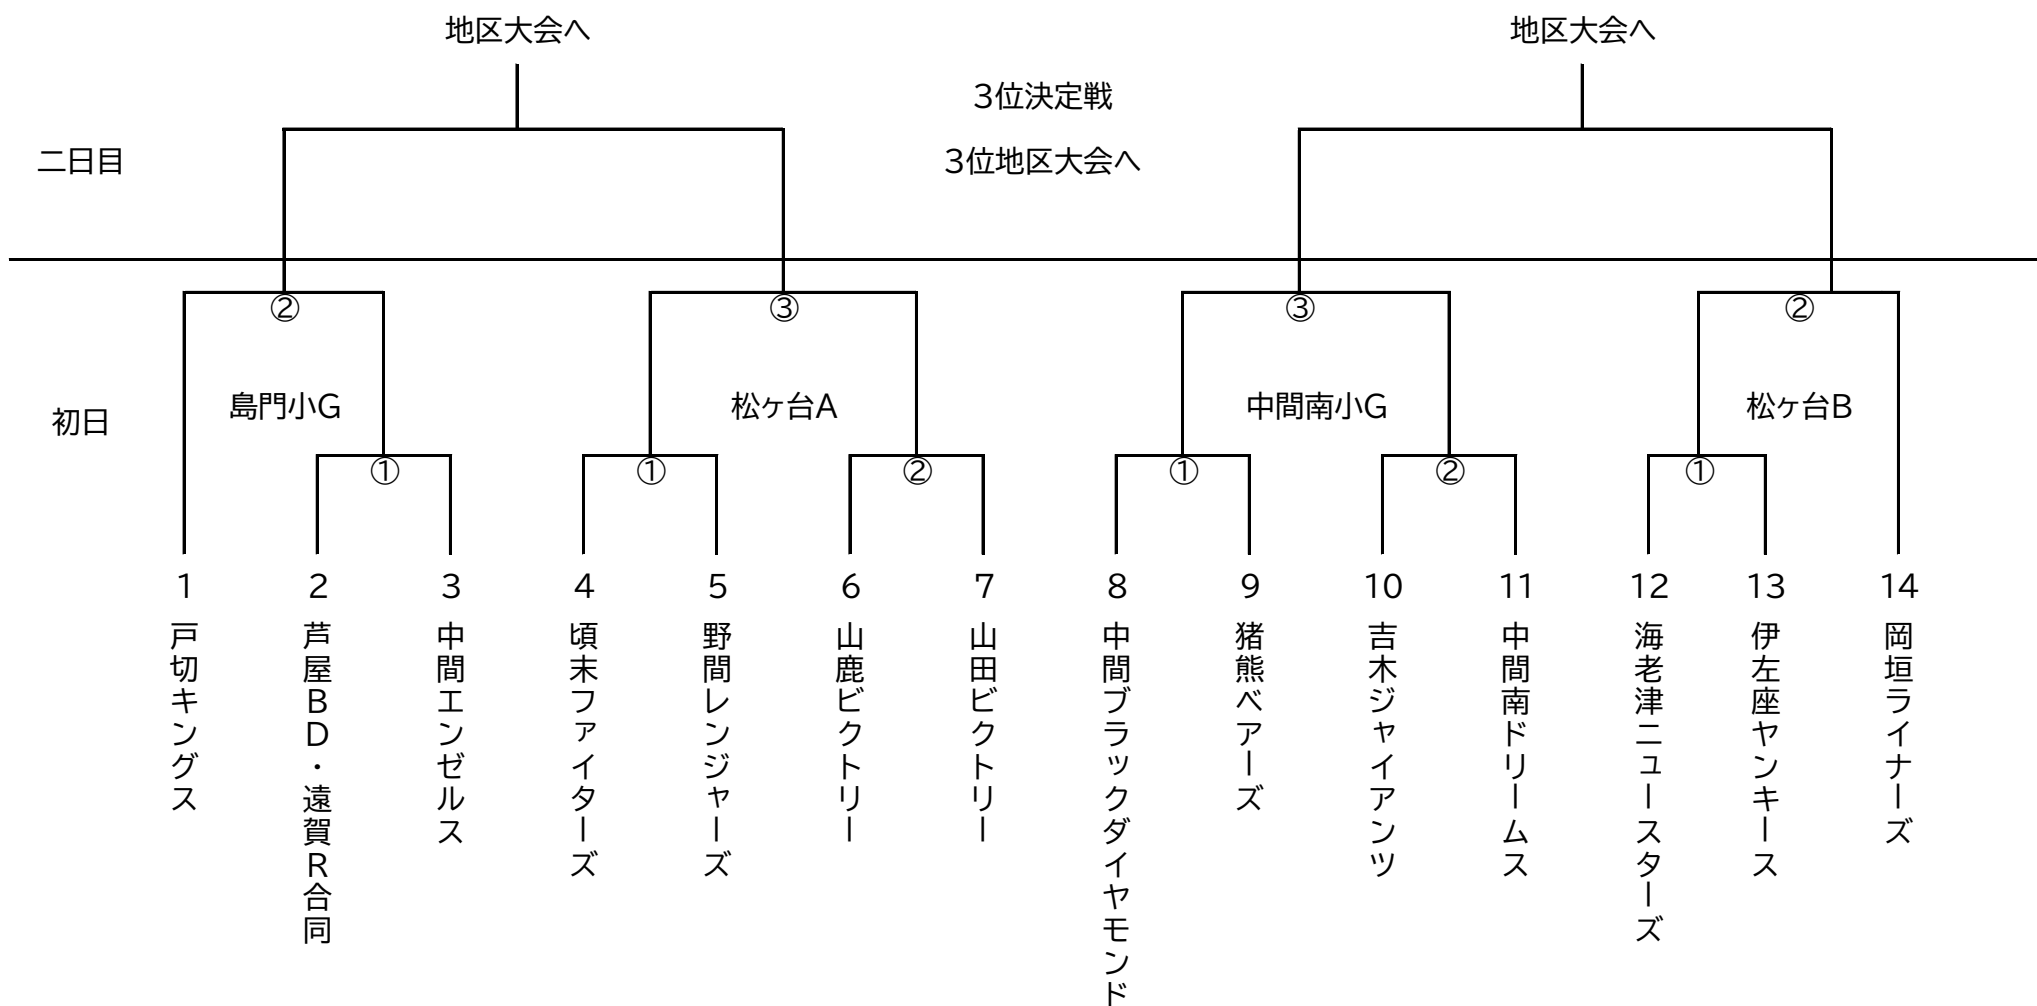 地区大会へ
地区大会へ
3位決定戦
二日目
3位地区大会へ
②
③
③
②
初日
島門小G
松ヶ台A
中間南小G
松ヶ台B
①
①
②
①
②
①
1
2
3
4
5
6
7
8
9
10
11
12
13
14
戸切キングス
芦屋BD・遠賀R合同
中間エンゼルス
頃末ファイターズ
野間レンジャーズ
山鹿ビクトリー
山田ビクトリー
中間ブラックダイヤモンド
猪熊ベアーズ
吉木ジャイアンツ
中間南ドリームス
海老津ニュースターズ
伊左座ヤンキース
岡垣ライナーズ